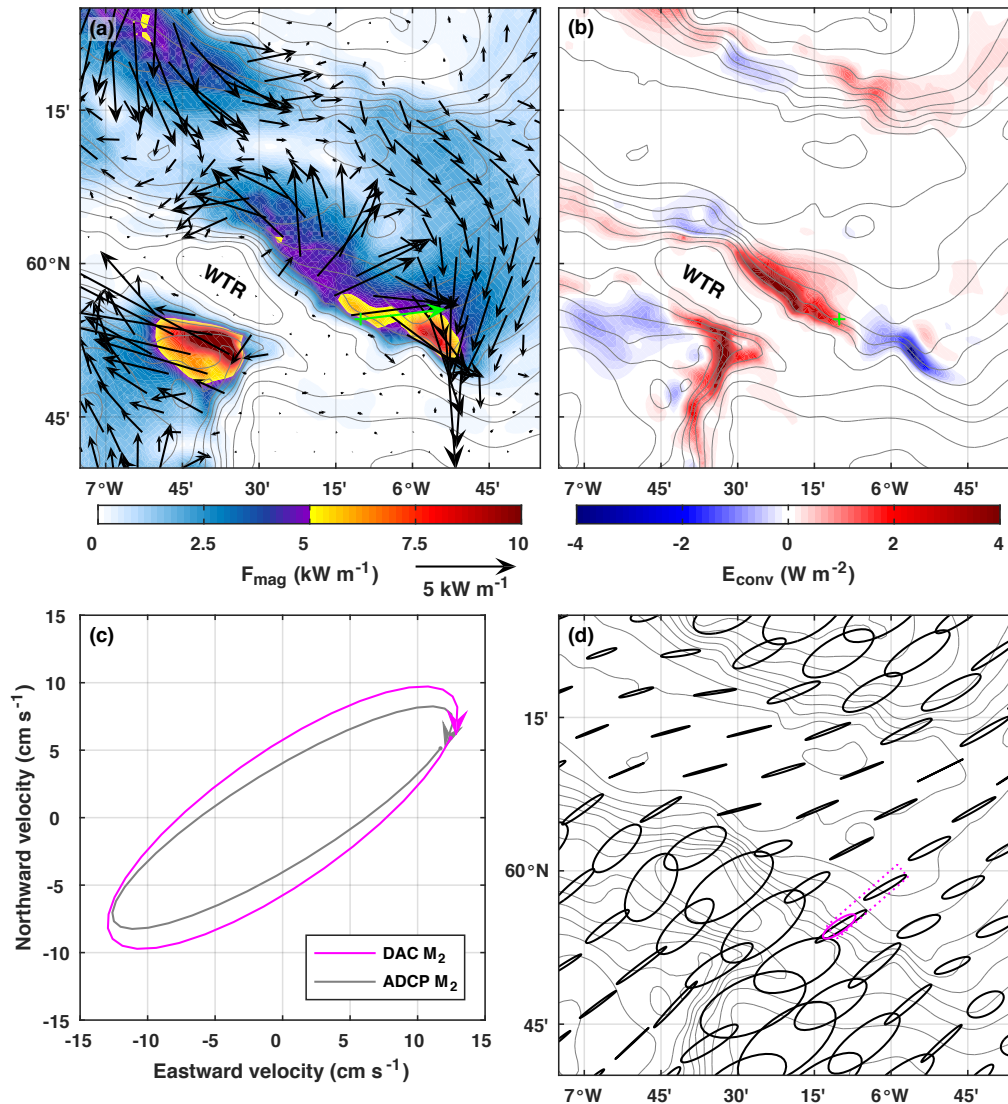 (a)
15'
60°N
45'
WTR
7°W 45' 30' 15' 6°W 45'
0 2.5 5 7.5 10
F_mag (kW m⁻¹)
5 kW m⁻¹
(b)
WTR
7°W 45' 30' 15' 6°W 45'
-4 -2 0 2 4
E_conv (W m⁻²)
(c)
15
10
5
0
-5
-10
-15
-15 -10 -5 0 5 10 15
Northward velocity (cm s⁻¹)
Eastward velocity (cm s⁻¹)
DAC M₂
ADCP M₂
(d)
15'
60°N
45'
7°W 45' 30' 15' 6°W 45'